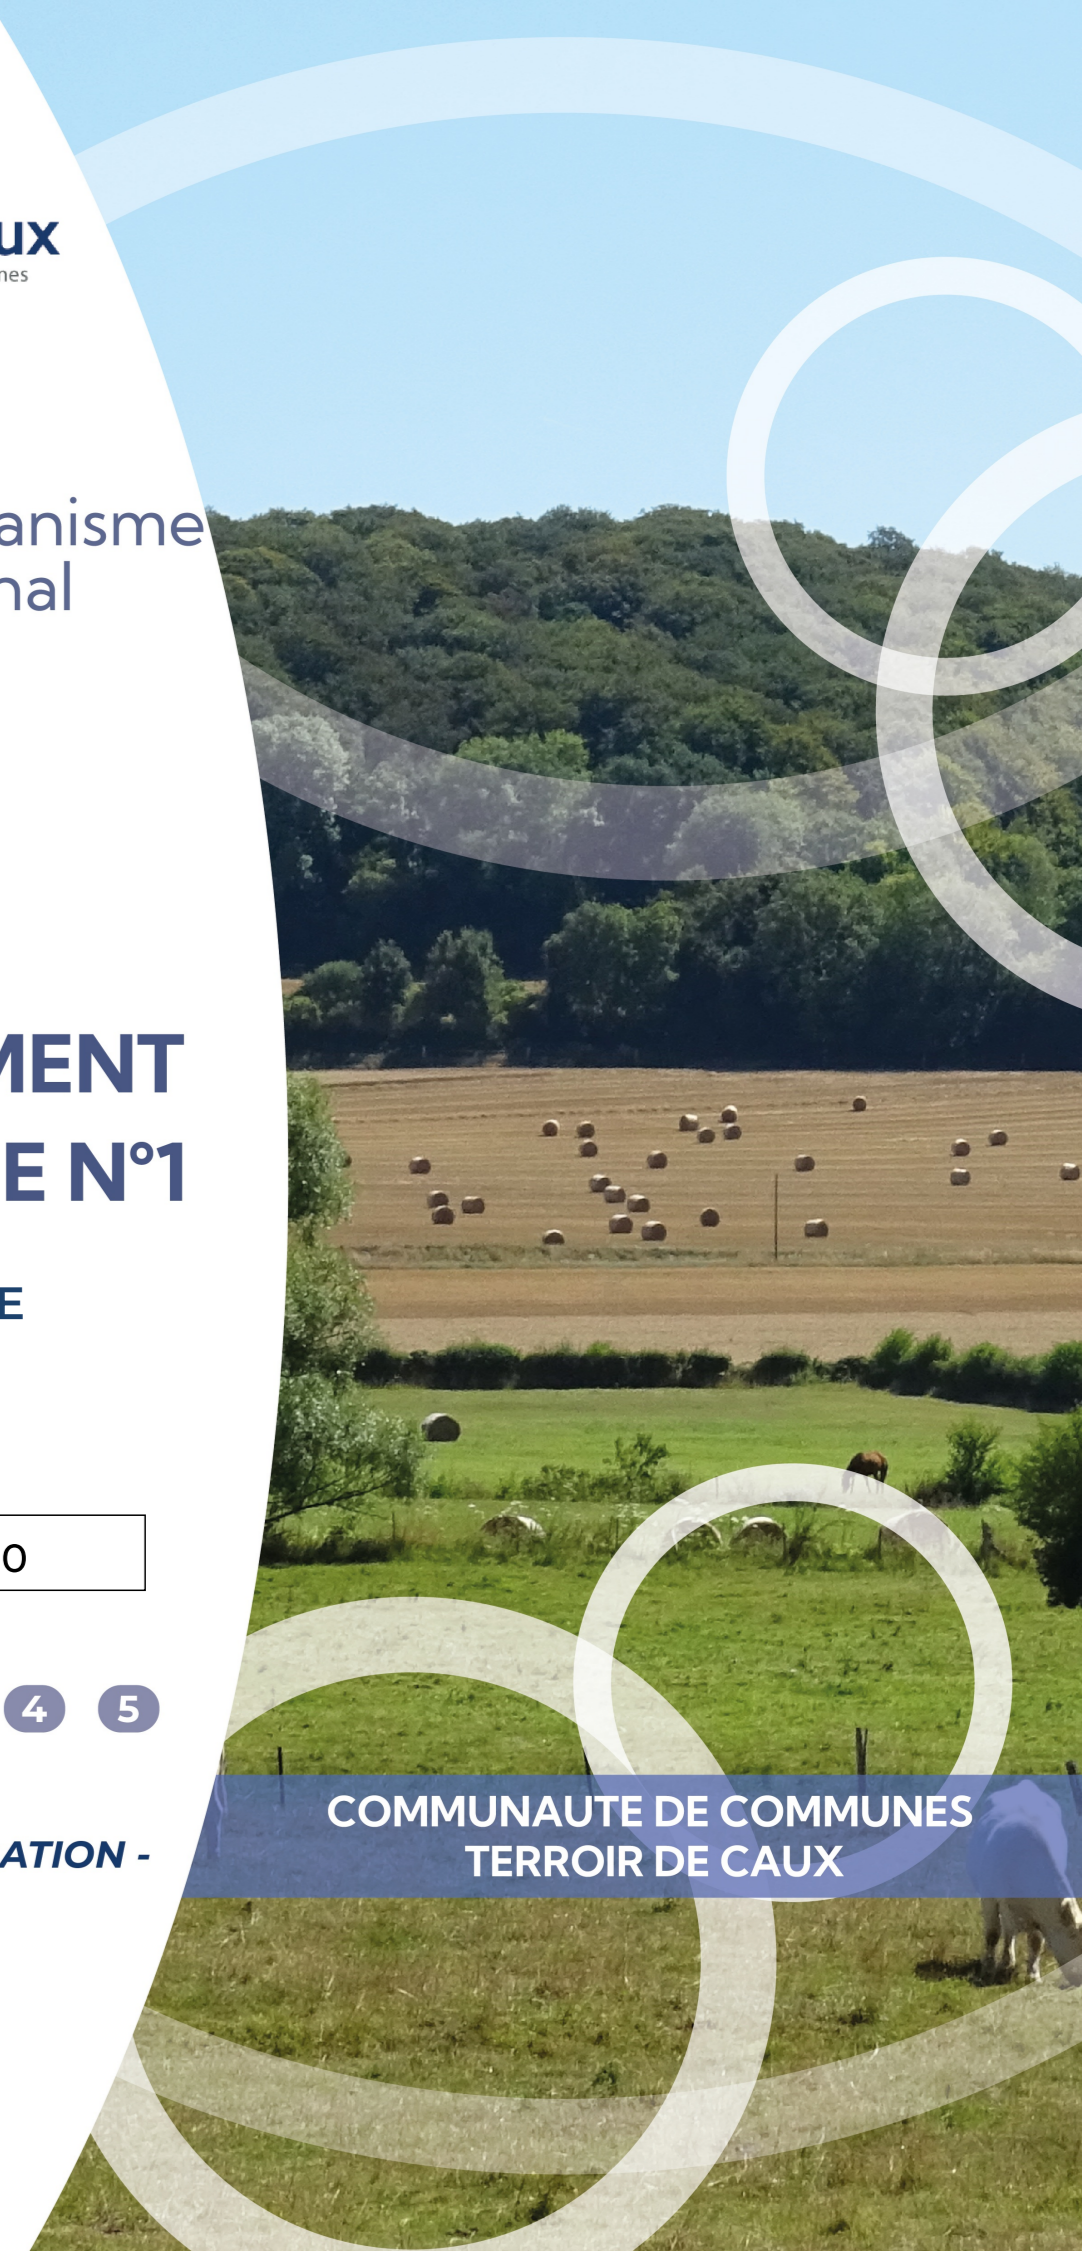 ux
nes
anisme
nal
MENT
E N°1
E
0
4 5
ATION -
COMMUNAUTE DE COMMUNES
TERROIR DE CAUX